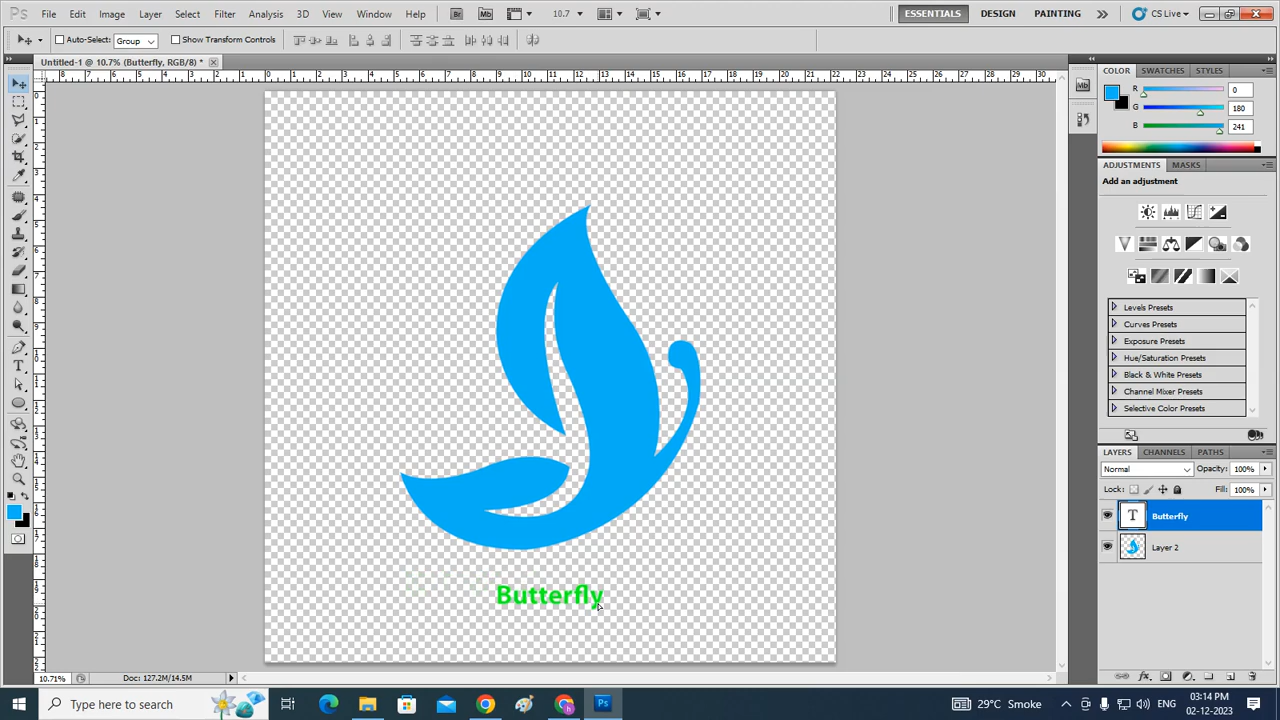 Ps File Edit Image Layer Select Filter Analysis 3D View Window Help Br Mb 10.7 ESSENTIALS DESIGN PAINTING CS Live
Auto-Select: Group Show Transform Controls
Untitled-1 @ 10.7% (Butterfly, RGB/8) *
COLOR SWATCHES STYLES
R 0
G 180
B 241
ADJUSTMENTS MASKS
Add an adjustment
Levels Presets
Curves Presets
Exposure Presets
Hue/Saturation Presets
Black & White Presets
Channel Mixer Presets
Selective Color Presets
LAYERS CHANNELS PATHS
Normal Opacity: 100%
Lock: Fill: 100%
T Butterfly
Layer 2
Butterfly
10.71% Doc: 127.2M/14.5M
Type here to search
29°C Smoke ENG 03:14 PM
02-12-2023